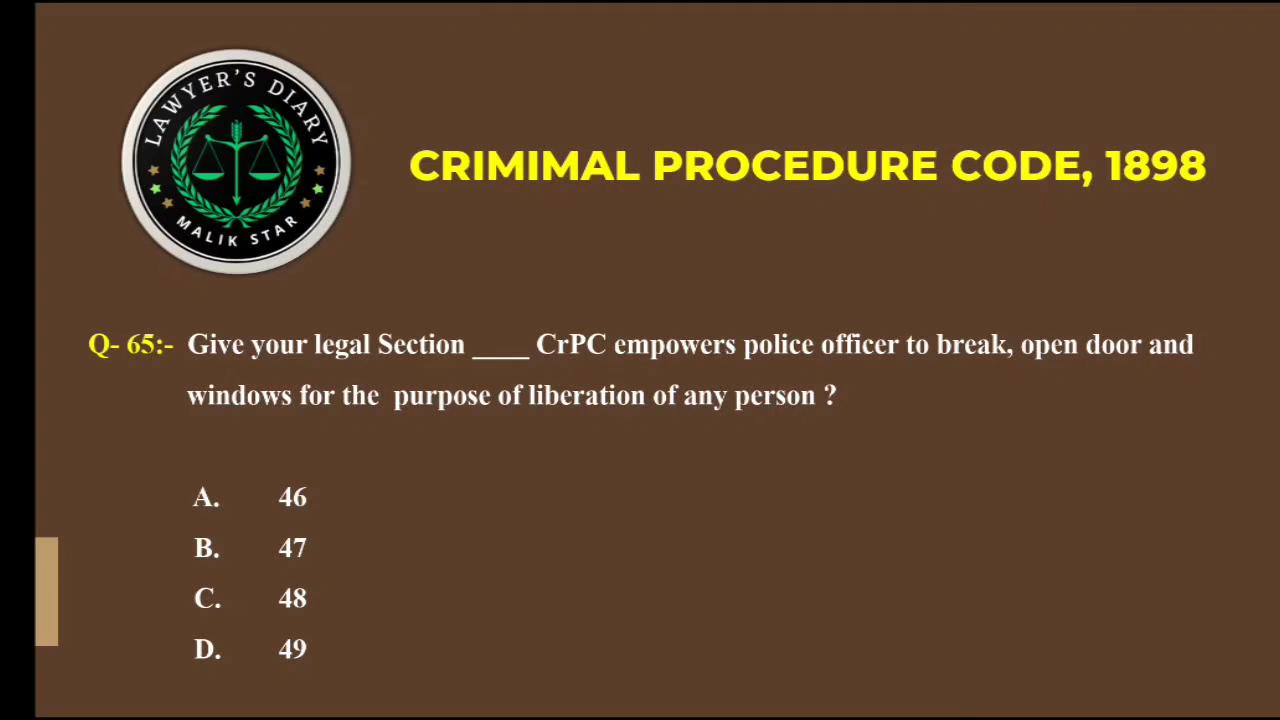 LAWYER'S DIARY
MALIK STAR
CRIMIMAL PROCEDURE CODE, 1898
Q- 65:- Give your legal Section ____ CrPC empowers police officer to break, open door and
windows for the purpose of liberation of any person ?
A. 46
B. 47
C. 48
D. 49